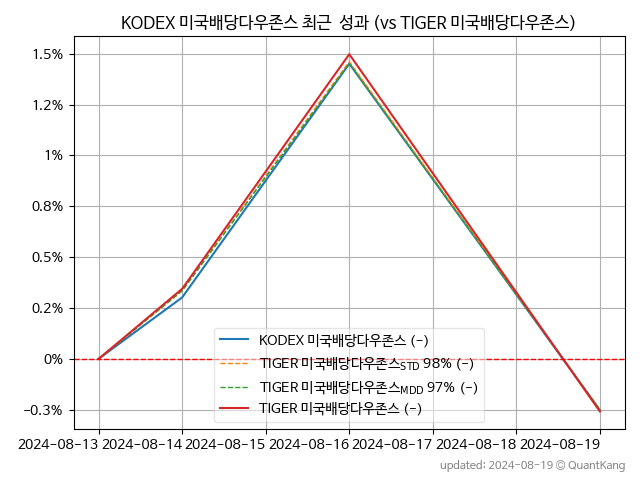 KODEX 미국배당다우존스 최근 성과 (vs TIGER 미국배당다우존스)
1.5%
1.2%
1%
0.8%
0.5%
0.2%
0%
−0.3%
KODEX 미국배당다우존스 (-)
TIGER 미국배당다우존스STD 98% (-)
TIGER 미국배당다우존스MDD 97% (-)
TIGER 미국배당다우존스 (-)
2024-08-13 2024-08-14 2024-08-15 2024-08-16 2024-08-17 2024-08-18 2024-08-19
updated: 2024-08-19 © QuantKang